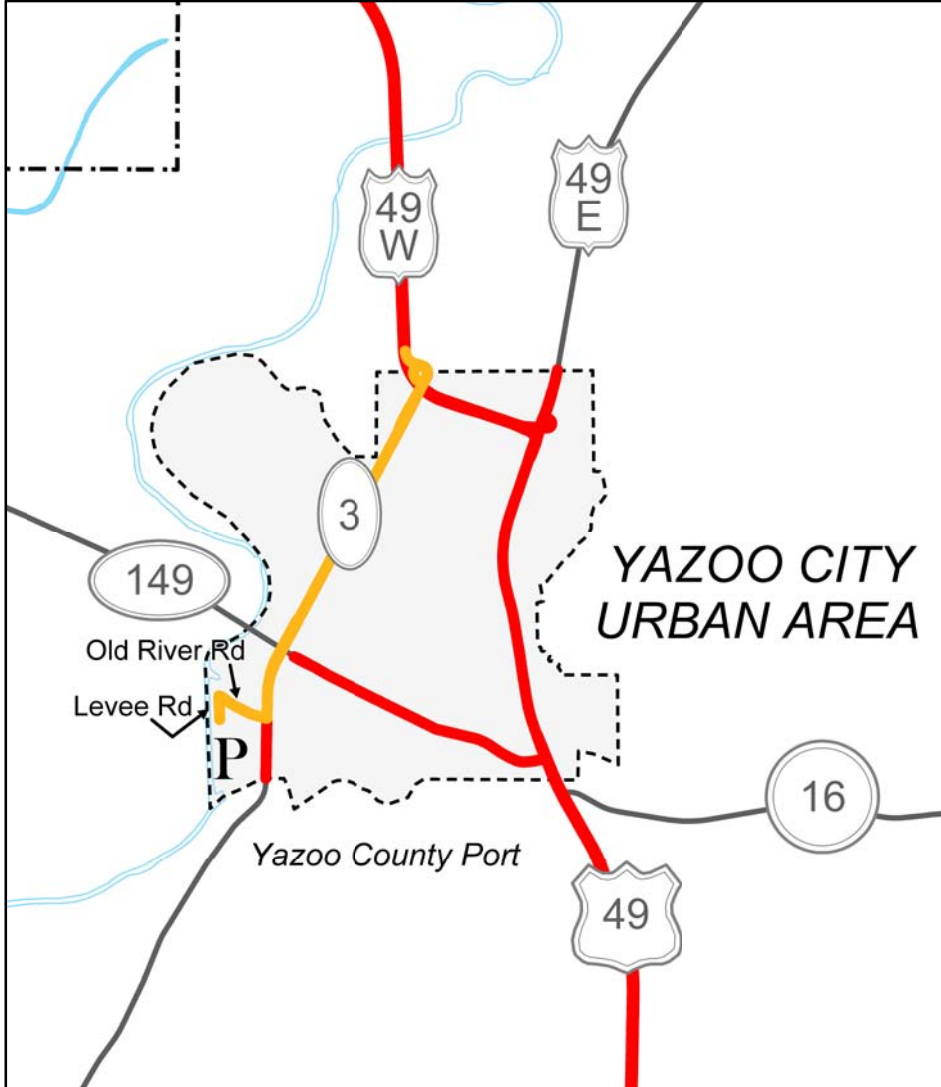 49
W
49
E
3
YAZOO CITY
URBAN AREA
149
Old River Rd
Levee Rd
P
16
Yazoo County Port
49